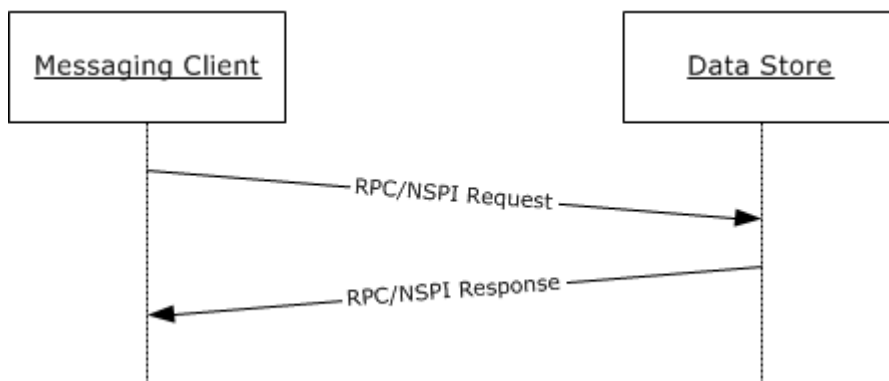 Messaging Client
Data Store
RPC/NSPI Request
RPC/NSPI Response